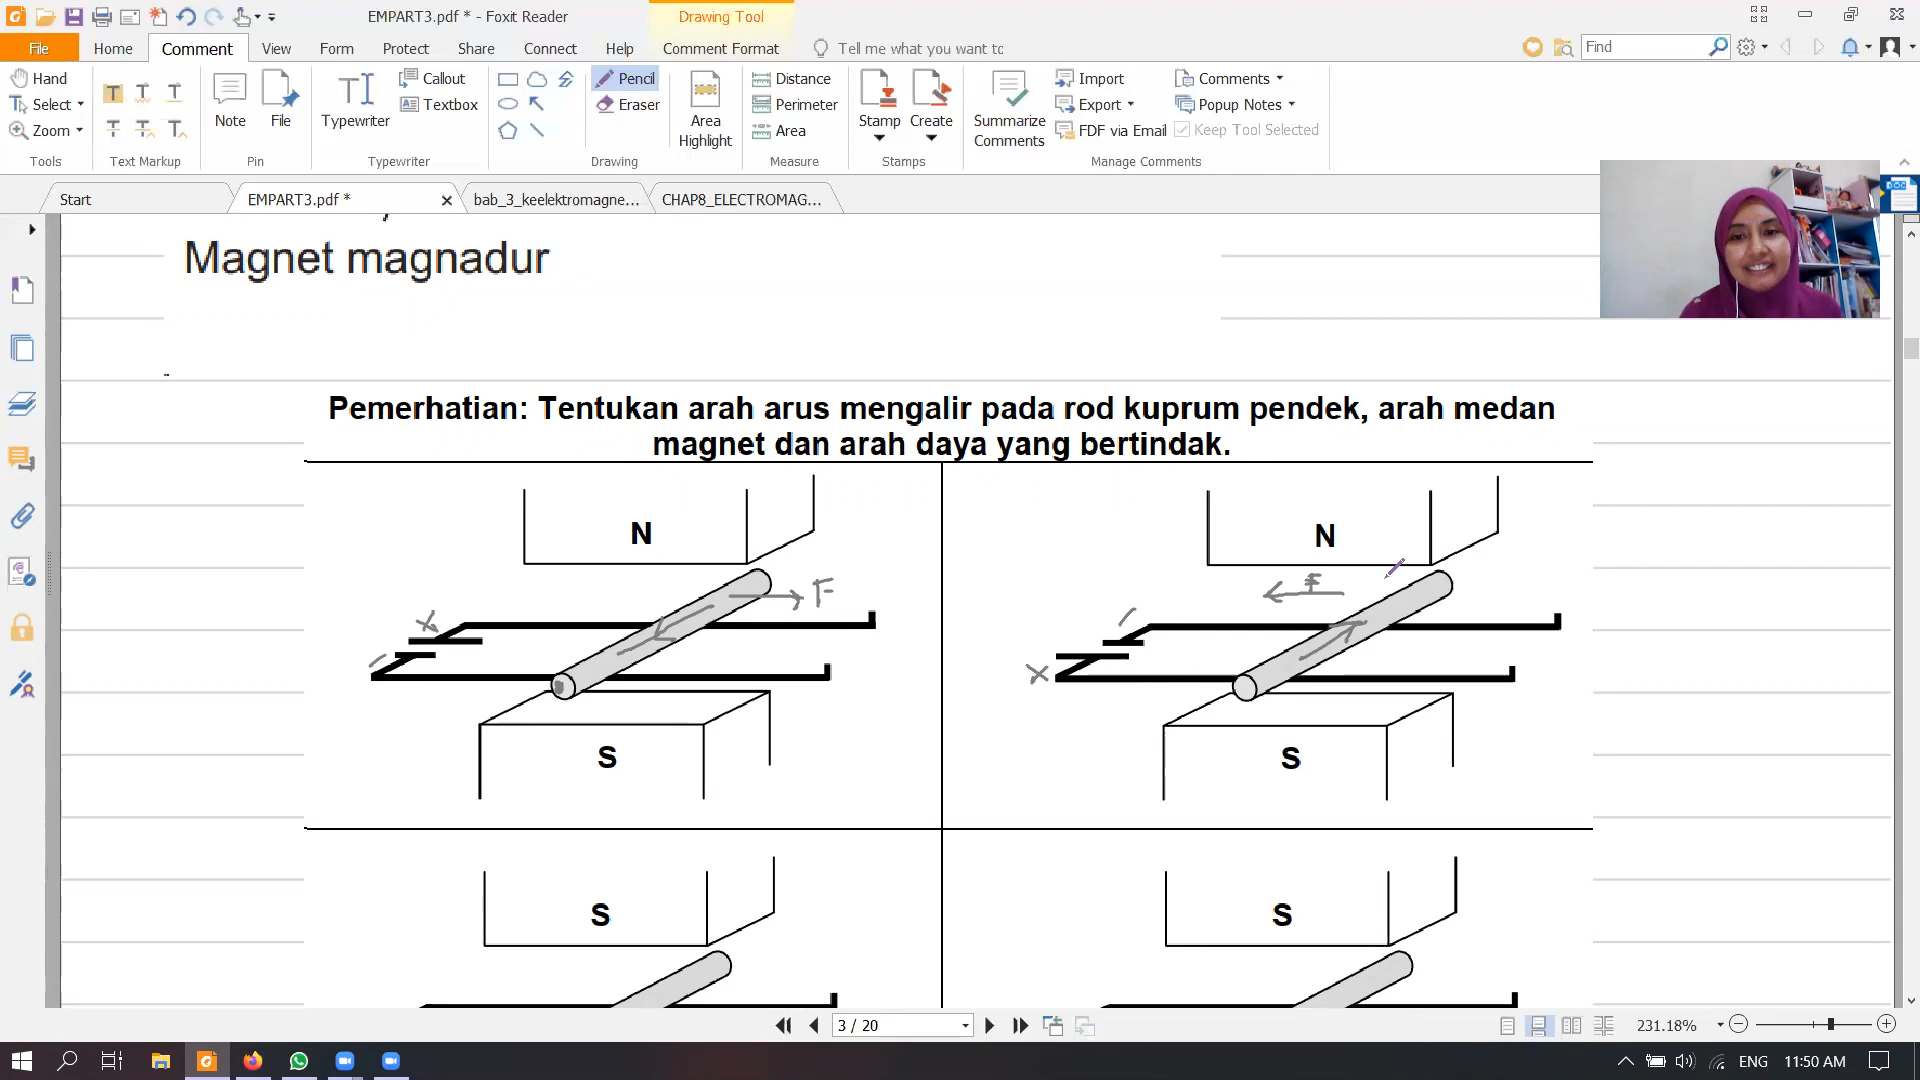 EMPART3.pdf * - Foxit Reader
Drawing Tool
File Home Comment View Form Protect Share Connect Help Comment Format Tell me what you want to
Find
Hand
Select
Zoom
Tools
Text Markup
Note
File
Pin
Typewriter
Callout
Textbox
Typewriter
Pencil
Eraser
Drawing
Area Highlight
Distance
Perimeter
Area
Measure
Stamp
Create
Stamps
Summarize Comments
Import
Export
FDF via Email
Comments
Popup Notes
Keep Tool Selected
Manage Comments
Start
EMPART3.pdf *
bab_3_keelektromagne...
CHAP8_ELECTROMAG...
DOC
Magnet magnadur
Pemerhatian: Tentukan arah arus mengalir pada rod kuprum pendek, arah medan
magnet dan arah daya yang bertindak.
N
F
S
N
F
S
S
S
3 / 20
231.18%
ENG
11:50 AM